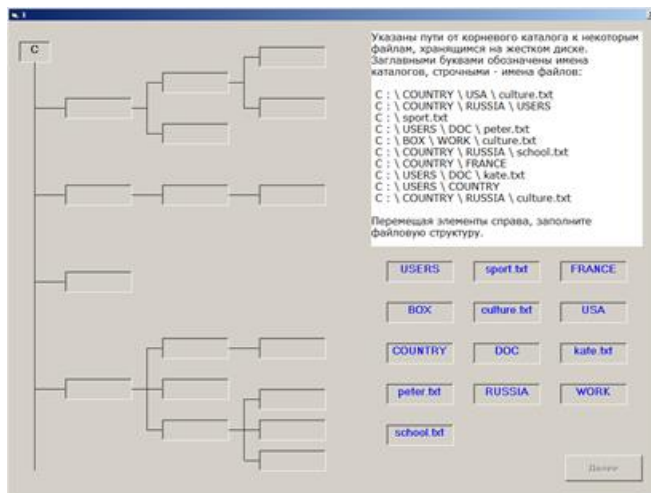 C
Указаны пути от корневого каталога к некоторым
файлам, хранящимся на жестком диске.
Заглавными буквами обозначены имена
каталогов, строчными - имена файлов:
C : \ COUNTRY \ USA \ culture.txt
C : \ COUNTRY \ RUSSIA \ USERS
C : \ sport.txt
C : \ USERS \ DOC \ peter.txt
C : \ BOX \ WORK \ culture.txt
C : \ COUNTRY \ RUSSIA \ school.txt
C : \ COUNTRY \ FRANCE
C : \ USERS \ DOC \ kate.txt
C : \ USERS \ COUNTRY
C : \ COUNTRY \ RUSSIA \ culture.txt
Перемещая элементы справа, заполните
файловую структуру.
USERS sport.txt FRANCE
BOX culture.txt USA
COUNTRY DOC kate.txt
peter.txt RUSSIA WORK
school.txt
Далее